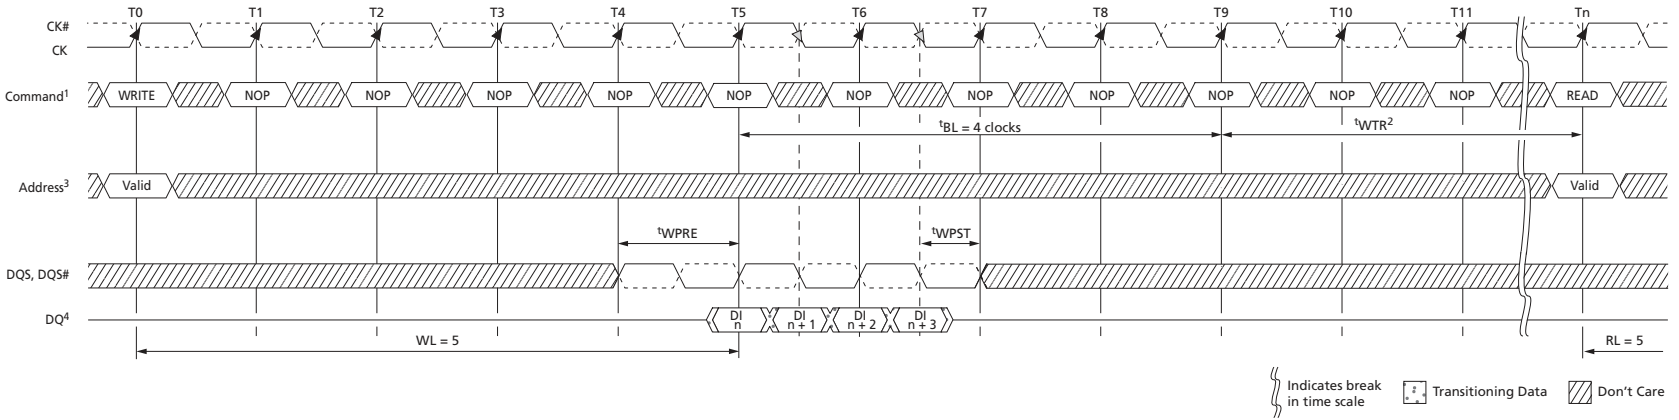 T0 T1 T2 T3 T4 T5 T6 T7 T8 T9 T10 T11 Tn
CK#
CK
Command¹ WRITE NOP NOP NOP NOP NOP NOP NOP NOP NOP NOP NOP READ
ᵗBL = 4 clocks ᵗWTR²
Address³ Valid Valid
ᵗWPRE ᵗWPST
DQS, DQS#
DQ⁴ DI n DI n + 1 DI n + 2 DI n + 3
WL = 5 RL = 5
Indicates break in time scale Transitioning Data Don't Care